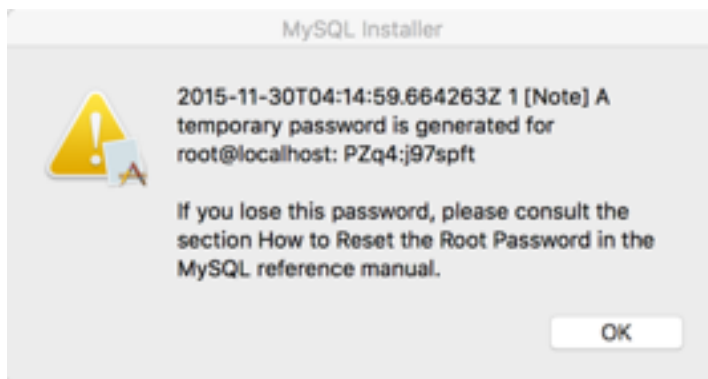 MySQL Installer
2015-11-30T04:14:59.664263Z 1 [Note] A
temporary password is generated for
root@localhost: PZq4:j97spft
If you lose this password, please consult the
section How to Reset the Root Password in the
MySQL reference manual.
OK